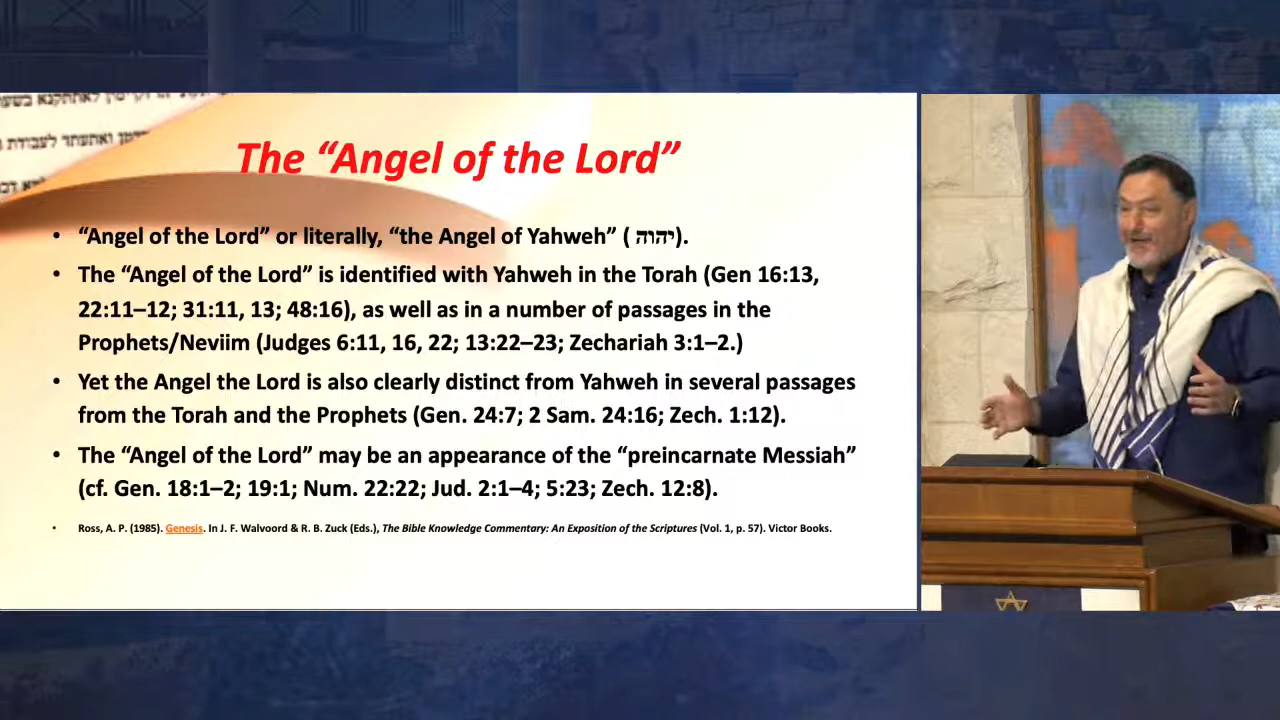 The “Angel of the Lord”
• “Angel of the Lord” or literally, “the Angel of Yahweh” ( יהוה).
• The “Angel of the Lord” is identified with Yahweh in the Torah (Gen 16:13,
22:11–12; 31:11, 13; 48:16), as well as in a number of passages in the
Prophets/Neviim (Judges 6:11, 16, 22; 13:22–23; Zechariah 3:1–2.)
• Yet the Angel the Lord is also clearly distinct from Yahweh in several passages
from the Torah and the Prophets (Gen. 24:7; 2 Sam. 24:16; Zech. 1:12).
• The “Angel of the Lord” may be an appearance of the “preincarnate Messiah”
(cf. Gen. 18:1–2; 19:1; Num. 22:22; Jud. 2:1–4; 5:23; Zech. 12:8).
• Ross, A. P. (1985). Genesis. In J. F. Walvoord & R. B. Zuck (Eds.), The Bible Knowledge Commentary: An Exposition of the Scriptures (Vol. 1, p. 57). Victor Books.